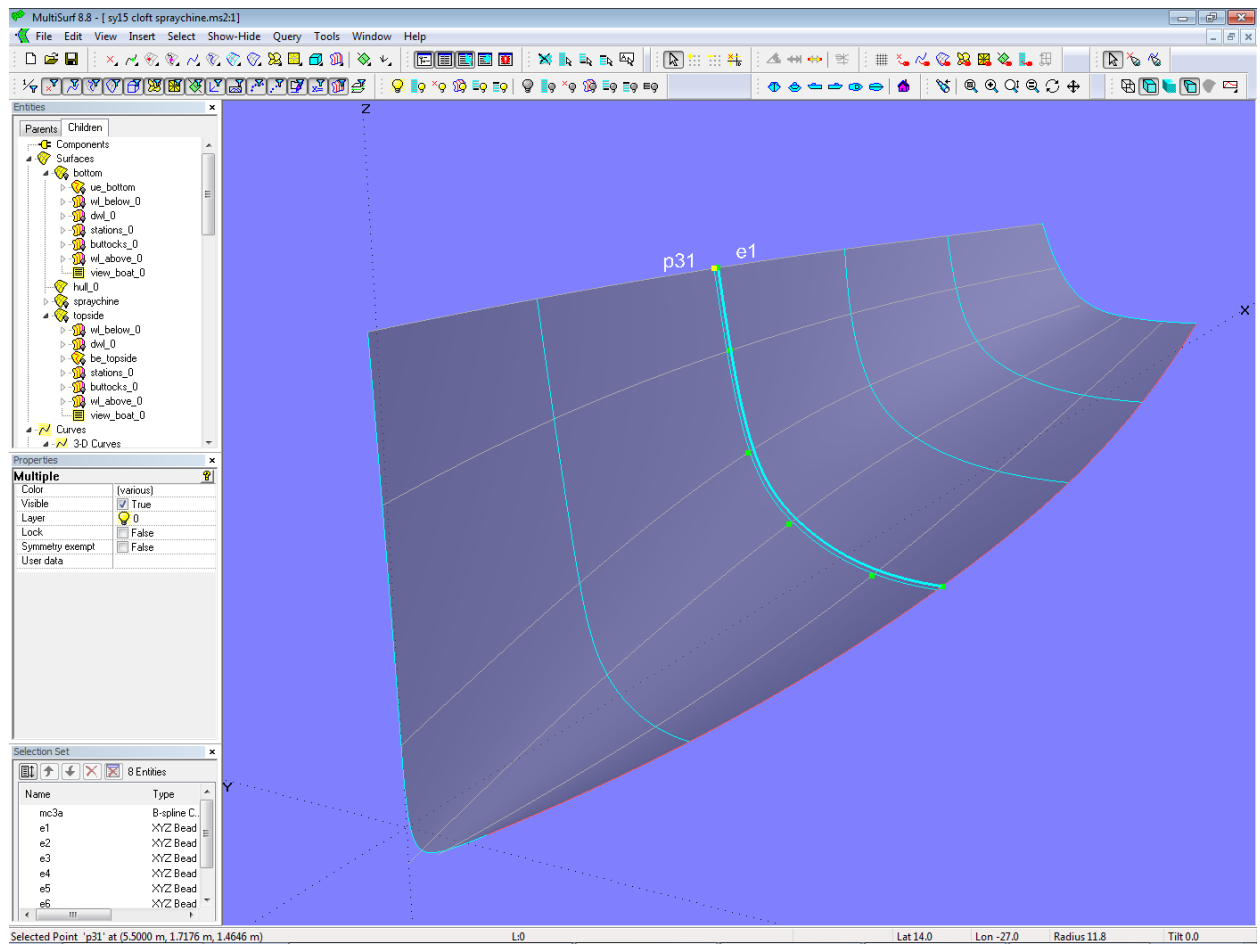 MultiSurf 8.8 - [ sy15 cloft spraychine.ms2:1]
File Edit View Insert Select Show-Hide Query Tools Window Help
Entities
Parents Children
Components
Surfaces
bottom
ue_bottom
wl_below_0
dwl_0
stations_0
buttocks_0
wl_above_0
view_boat_0
hull_0
spraychine
topside
wl_below_0
dwl_0
be_topside
stations_0
buttocks_0
wl_above_0
view_boat_0
Curves
3-D Curves
Properties
Multiple
Color (various)
Visible True
Layer 0
Lock False
Symmetry exempt False
User data
Selection Set
8 Entities
Name Type
mc3a B-spline C..
e1 XYZ Bead
e2 XYZ Bead
e3 XYZ Bead
e4 XYZ Bead
e5 XYZ Bead
e6 XYZ Bead
Z
p31 e1
X
Y
Selected Point 'p31' at (5.5000 m, 1.7176 m, 1.4646 m) L:0 Lat 14.0 Lon -27.0 Radius 11.8 Tilt 0.0